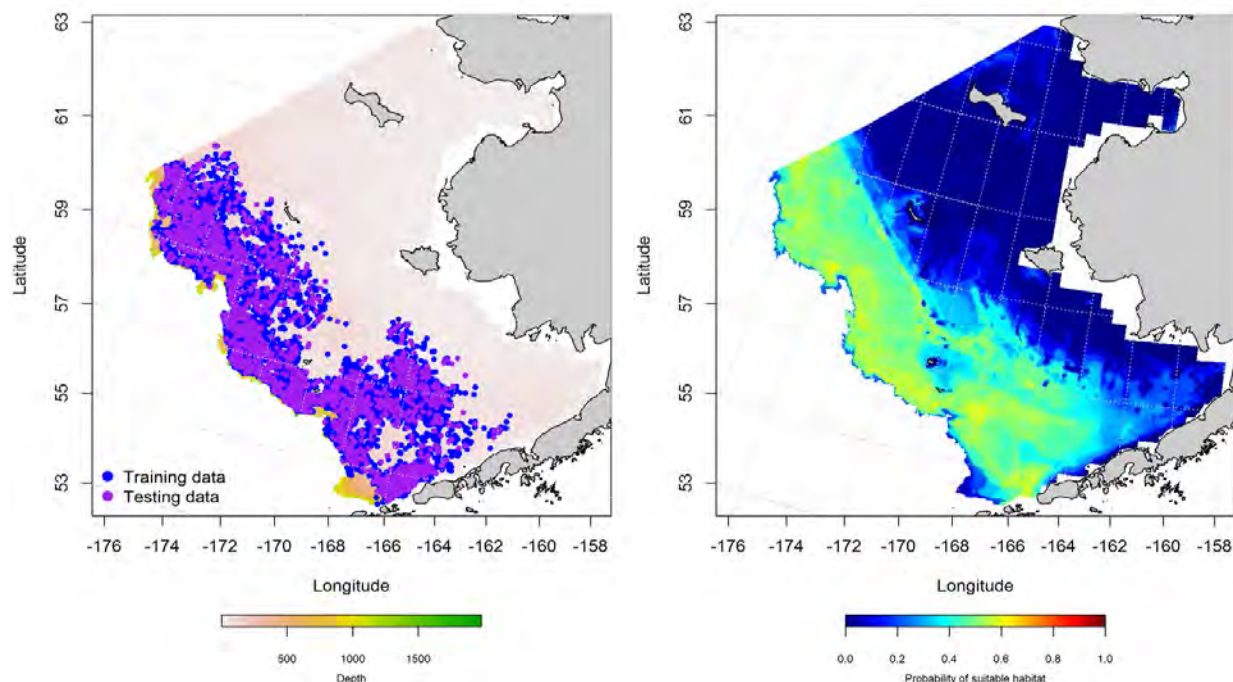 63
61
59
57
55
53
Latitude
Training data
Testing data
-176 -174 -172 -170 -168 -166 -164 -162 -160 -158
Longitude
500 1000 1500
Depth
63
61
59
57
55
53
Latitude
-176 -174 -172 -170 -168 -166 -164 -162 -160 -158
Longitude
0.0 0.2 0.4 0.6 0.8 1.0
Probability of suitable habitat